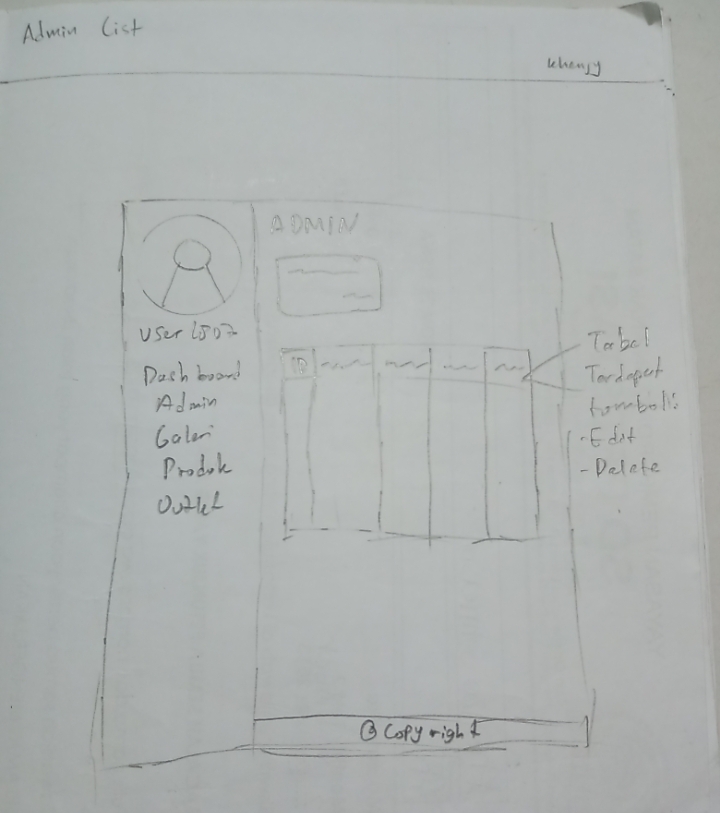 Admin List
khenjy
ADMIN
User 1507
Dashboard
Admin
Galeri
Produk
Outlet
ID
Tabel
Terdapat
tombol:
- Edit
- Delete
© Copyright